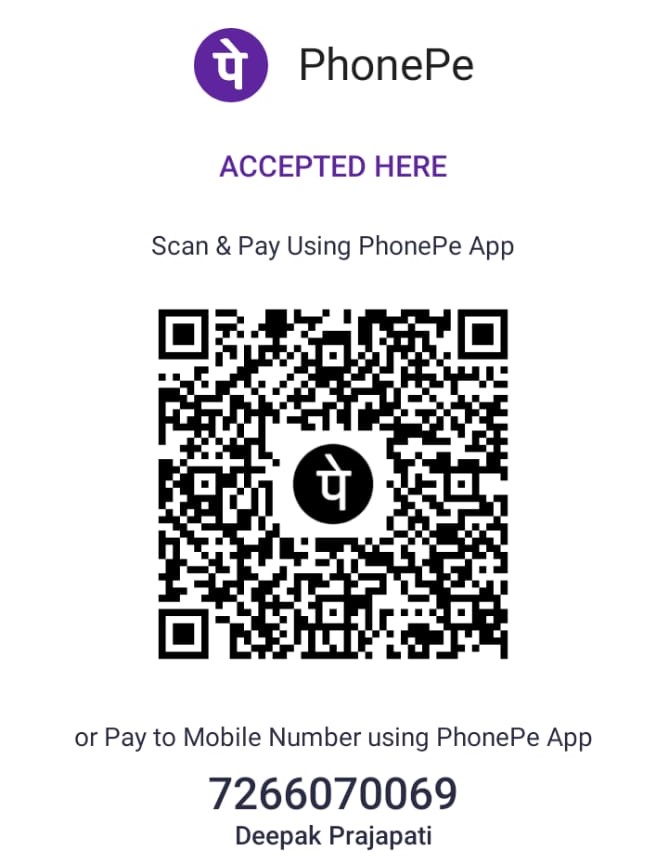 पे PhonePe
ACCEPTED HERE
Scan & Pay Using PhonePe App
पे
or Pay to Mobile Number using PhonePe App
7266070069
Deepak Prajapati